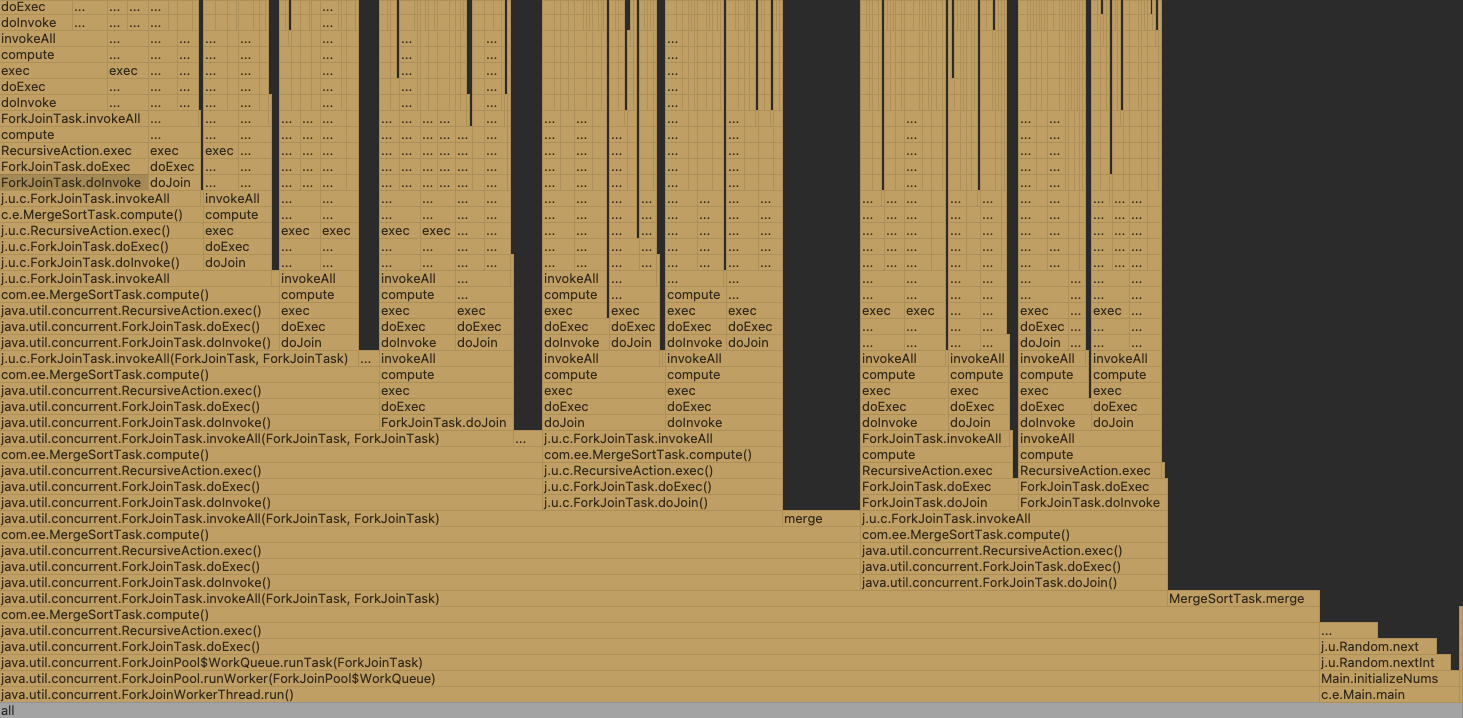 doExec ... ... ... ...
doInvoke ... ... ... ...
invokeAll ... ... ... ... ... ... ... ... ...
compute ... ... ... ... ... ... ... ... ...
exec exec ... ... ... ... ... ... ... ...
doExec ... ... ... ... ... ... ... ... ...
doInvoke ... ... ... ... ... ... ... ... ...
ForkJoinTask.invokeAll ... ... ... ... ... ... ... ... ... ... ... ... ... ... ... ... ...
compute ... ... ... ... ... ... ... ... ... ... ... ... ... ... ... ... ... ... ... ...
RecursiveAction.exec exec exec ... ... ... ... ... ... ... ... ... ... ... ... ... ... ... ... ... ...
ForkJoinTask.doExec doExec ... ... ... ... ... ... ... ... ... ... ... ... ... ... ... ... ... ... ...
ForkJoinTask.doInvoke doJoin ... ... ... ... ... ... ... ... ... ... ... ... ... ... ... ... ... ... ...
j.u.c.ForkJoinTask.invokeAll invokeAll ... ... ... ... ... ... ... ... ... ... ... ... ... ... ... ... ... ... ... ... ... ... ...
c.e.MergeSortTask.compute() compute ... ... ... ... ... ... ... ... ... ... ... ... ... ... ... ... ... ... ... ... ... ... ...
j.u.c.RecursiveAction.exec() exec exec exec exec exec ... ... ... ... ... ... ... ... ... ... ... ... ... ... ... ... ... ... ...
j.u.c.ForkJoinTask.doExec() doExec ... ... ... ... ... ... ... ... ... ... ... ... ... ... ... ... ... ... ... ... ... ... ...
j.u.c.ForkJoinTask.doInvoke() doJoin ... ... ... ... ... ... ... ... ... ... ... ... ... ... ... ... ... ... ... ... ... ... ...
j.u.c.ForkJoinTask.invokeAll invokeAll invokeAll invokeAll ... ... ... ... ... ... ... ... ... ... ...
com.ee.MergeSortTask.compute() compute compute ... compute ... compute ... ... ... ... ... ... ... ... ...
java.util.concurrent.RecursiveAction.exec() exec exec exec exec exec exec exec exec exec ... ... exec ... exec ...
java.util.concurrent.ForkJoinTask.doExec() doExec doExec doExec doExec doExec doExec doExec ... ... ... ... doExec ... ... ...
java.util.concurrent.ForkJoinTask.doInvoke() doJoin doInvoke doJoin doInvoke doJoin doInvoke doJoin ... ... ... ... doJoin ... ... ...
j.u.c.ForkJoinTask.invokeAll(ForkJoinTask, ForkJoinTask) ... invokeAll invokeAll invokeAll invokeAll invokeAll invokeAll invokeAll
com.ee.MergeSortTask.compute() compute compute compute compute compute compute compute
java.util.concurrent.RecursiveAction.exec() exec exec exec exec exec exec exec
java.util.concurrent.ForkJoinTask.doExec() doExec doExec doExec doExec doExec doExec doExec
java.util.concurrent.ForkJoinTask.doInvoke() ForkJoinTask.doJoin doJoin doInvoke doInvoke doJoin doInvoke doJoin
java.util.concurrent.ForkJoinTask.invokeAll(ForkJoinTask, ForkJoinTask) ... j.u.c.ForkJoinTask.invokeAll ForkJoinTask.invokeAll invokeAll
com.ee.MergeSortTask.compute() com.ee.MergeSortTask.compute() compute compute
java.util.concurrent.RecursiveAction.exec() j.u.c.RecursiveAction.exec() RecursiveAction.exec RecursiveAction.exec
java.util.concurrent.ForkJoinTask.doExec() j.u.c.ForkJoinTask.doExec() ForkJoinTask.doExec ForkJoinTask.doExec
java.util.concurrent.ForkJoinTask.doInvoke() j.u.c.ForkJoinTask.doJoin() ForkJoinTask.doJoin ForkJoinTask.doInvoke
java.util.concurrent.ForkJoinTask.invokeAll(ForkJoinTask, ForkJoinTask) merge j.u.c.ForkJoinTask.invokeAll
com.ee.MergeSortTask.compute() com.ee.MergeSortTask.compute()
java.util.concurrent.RecursiveAction.exec() java.util.concurrent.RecursiveAction.exec()
java.util.concurrent.ForkJoinTask.doExec() java.util.concurrent.ForkJoinTask.doExec()
java.util.concurrent.ForkJoinTask.doInvoke() java.util.concurrent.ForkJoinTask.doJoin()
java.util.concurrent.ForkJoinTask.invokeAll(ForkJoinTask, ForkJoinTask) MergeSortTask.merge
com.ee.MergeSortTask.compute()
java.util.concurrent.RecursiveAction.exec() ...
java.util.concurrent.ForkJoinTask.doExec() j.u.Random.next
java.util.concurrent.ForkJoinPool$WorkQueue.runTask(ForkJoinTask) j.u.Random.nextInt
java.util.concurrent.ForkJoinPool.runWorker(ForkJoinPool$WorkQueue) Main.initializeNums
java.util.concurrent.ForkJoinWorkerThread.run() c.e.Main.main
all